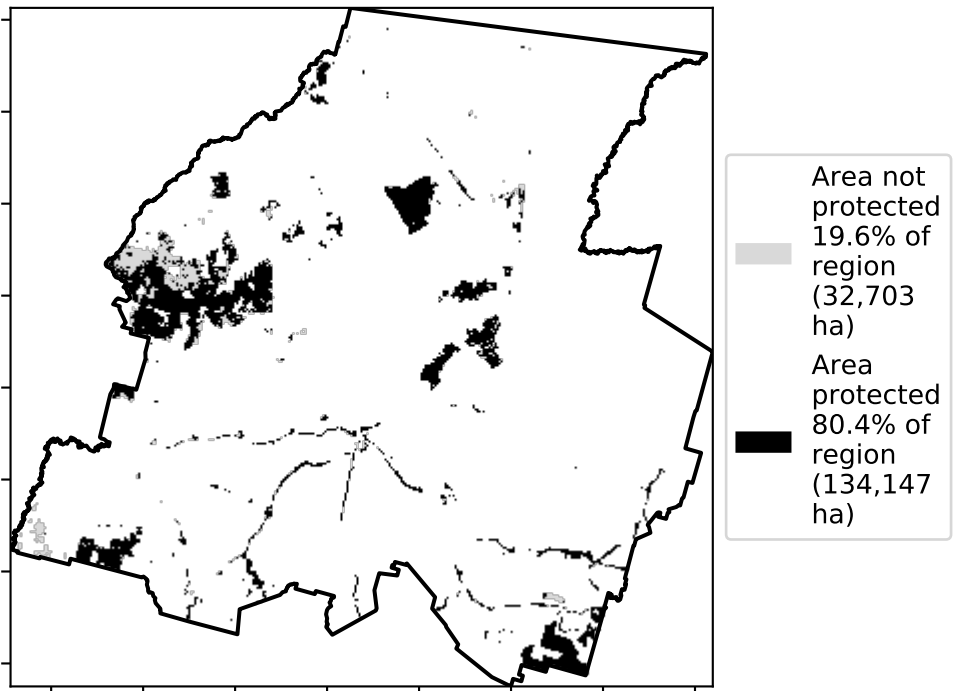 Area not
protected
19.6% of
region
(32,703
ha)
Area
protected
80.4% of
region
(134,147
ha)